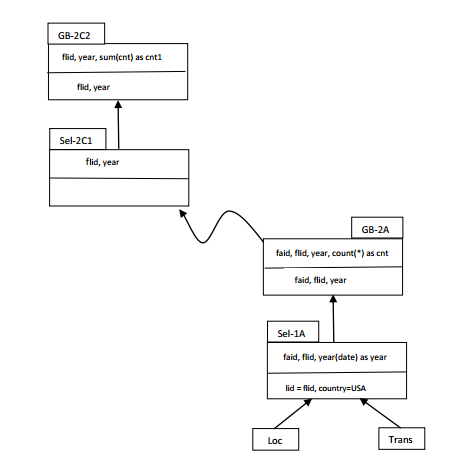 GB-2C2
flid, year, sum(cnt) as cnt1
flid, year
Sel-2C1
flid, year
GB-2A
faid, flid, year, count(*) as cnt
faid, flid, year
Sel-1A
faid, flid, year(date) as year
lid = flid, country=USA
Loc
Trans